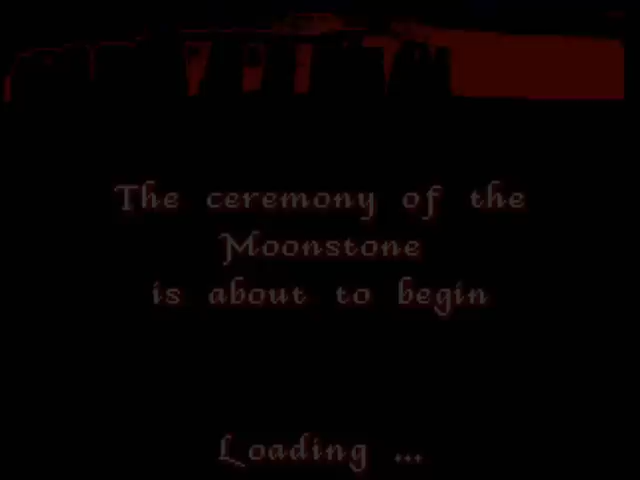 The ceremony of the
Moonstone
is about to begin
Loading ...